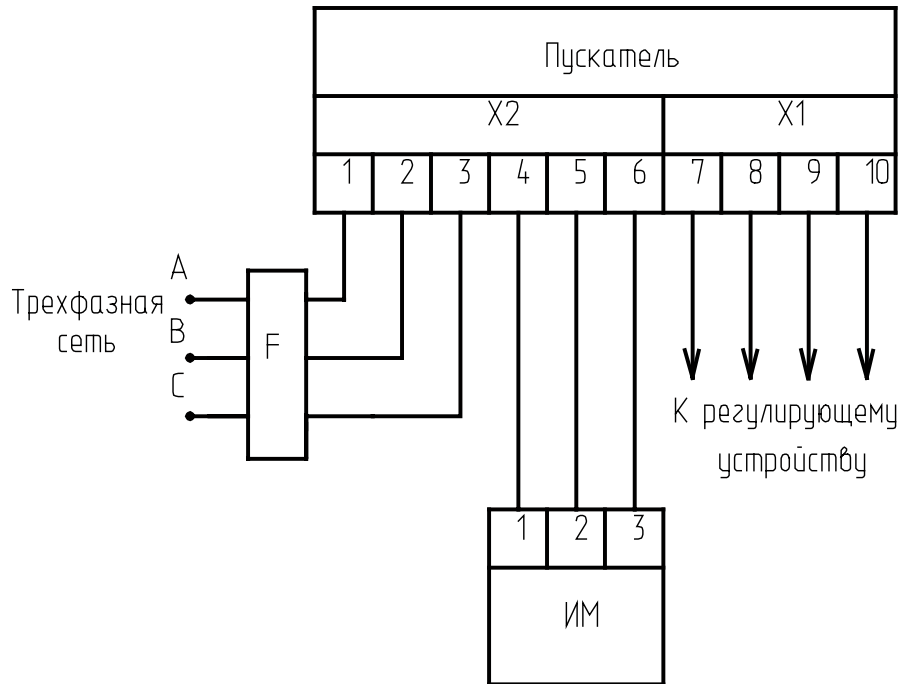 Пускатель
X2 X1
1 2 3 4 5 6 7 8 9 10
A
Трехфазная
сеть
B
C
F
К регулирующему
устройству
1 2 3
ИМ